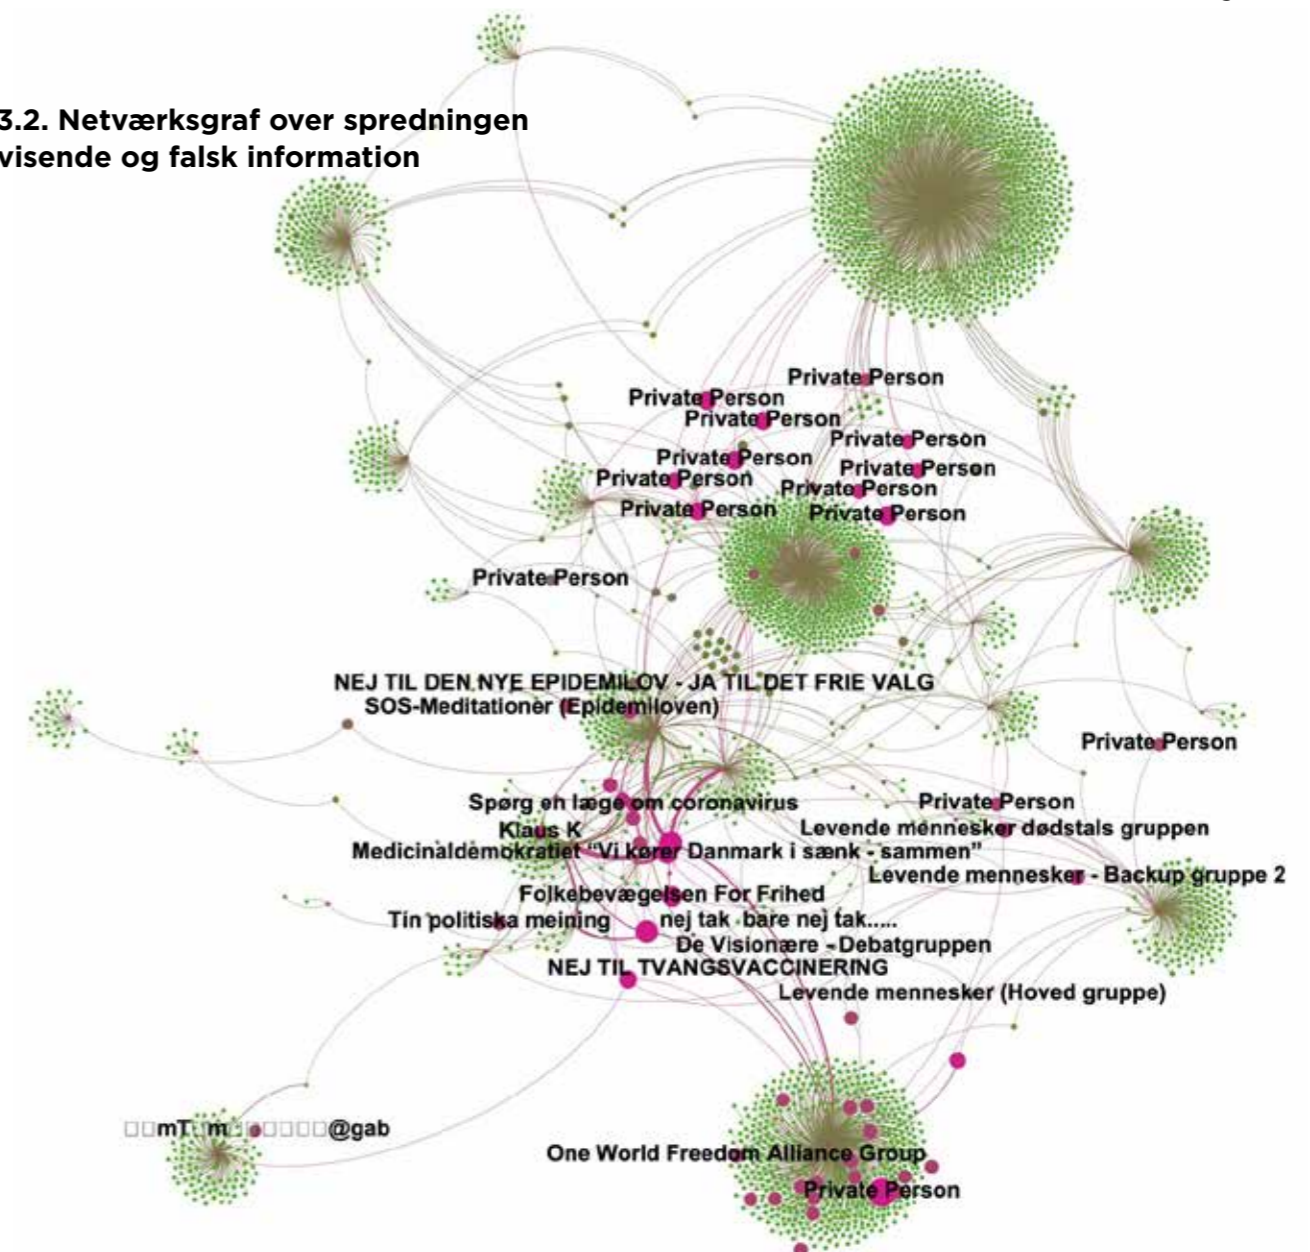 3.2. Netværksgraf over spredningen
visende og falsk information
Private Person
Private Person
Private Person
Private Person
Private Person
Private Person
Private Person
Private Person
Private Person
Private Person
Private Person
NEJ TIL DEN NYE EPIDEMILOV - JA TIL DET FRIE VALG
SOS-Meditationer (Epidemiloven)
Private Person
Spørg en læge om coronavirus
Private Person
Klaus K
Levende mennesker dødstals gruppen
Medicinaldemokratiet “Vi kører Danmark i sænk - sammen”
Levende mennesker - Backup gruppe 2
Folkebevægelsen For Frihed
Tín politiska meining
nej tak bare nej tak.....
De Visionære - Debatgruppen
NEJ TIL TVANGSVACCINERING
Levende mennesker (Hoved gruppe)
@gab
One World Freedom Alliance Group
Private Person